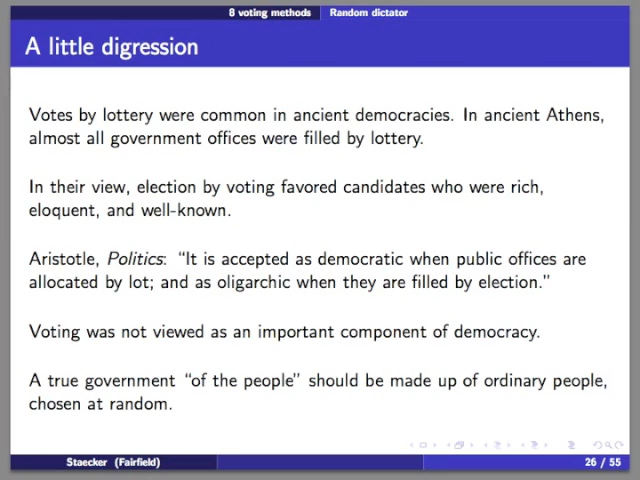 8 voting methods Random dictator
A little digression
Votes by lottery were common in ancient democracies. In ancient Athens,
almost all government offices were filled by lottery.
In their view, election by voting favored candidates who were rich,
eloquent, and well-known.
Aristotle, Politics: “It is accepted as democratic when public offices are
allocated by lot; and as oligarchic when they are filled by election.”
Voting was not viewed as an important component of democracy.
A true government “of the people” should be made up of ordinary people,
chosen at random.
Staecker (Fairfield) 26 / 55